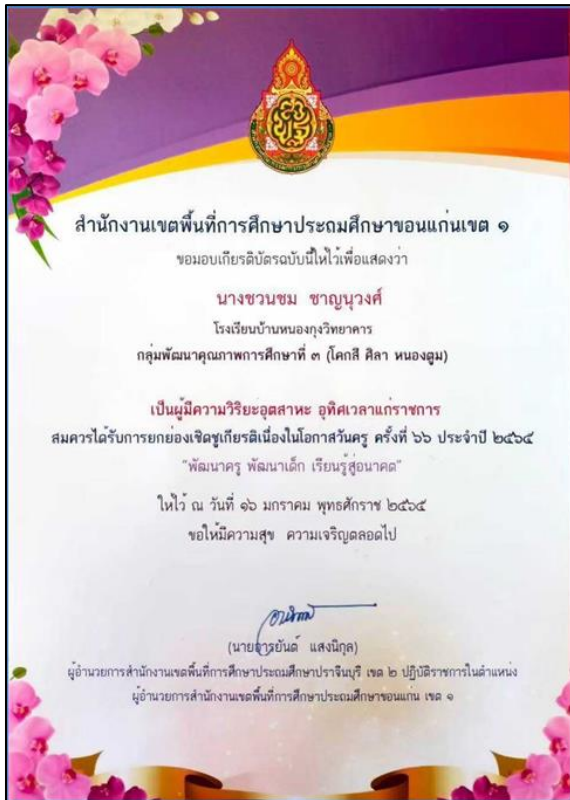 สำนักงานเขตพื้นที่การศึกษาประถมศึกษาขอนแก่นเขต ๑
ขอมอบเกียรติบัตรฉบับนี้ให้ไว้เพื่อแสดงว่า
นางชวนชม ชาญนุวงศ์
โรงเรียนบ้านหนองกุงวิทยาคาร
กลุ่มพัฒนาคุณภาพการศึกษาที่ ๓ (โคกสี ศิลา หนองตูม)
เป็นผู้มีความวิริยะอุตสาหะ อุทิศเวลาแก่ราชการ
สมควรได้รับการยกย่องเชิดชูเกียรติเนื่องในโอกาสวันครู ครั้งที่ ๖๖ ประจำปี ๒๕๖๕
"พัฒนาครู พัฒนาเด็ก เรียนรู้สู่อนาคต"
ให้ไว้ ณ วันที่ ๑๖ มกราคม พุทธศักราช ๒๕๖๕
ขอให้มีความสุข ความเจริญตลอดไป
(นายจารุยันต์ แสงนิกุล)
ผู้อำนวยการสำนักงานเขตพื้นที่การศึกษาประถมศึกษาปราจีนบุรี เขต ๒ ปฏิบัติราชการในตำแหน่ง
ผู้อำนวยการสำนักงานเขตพื้นที่การศึกษาประถมศึกษาขอนแก่น เขต ๑